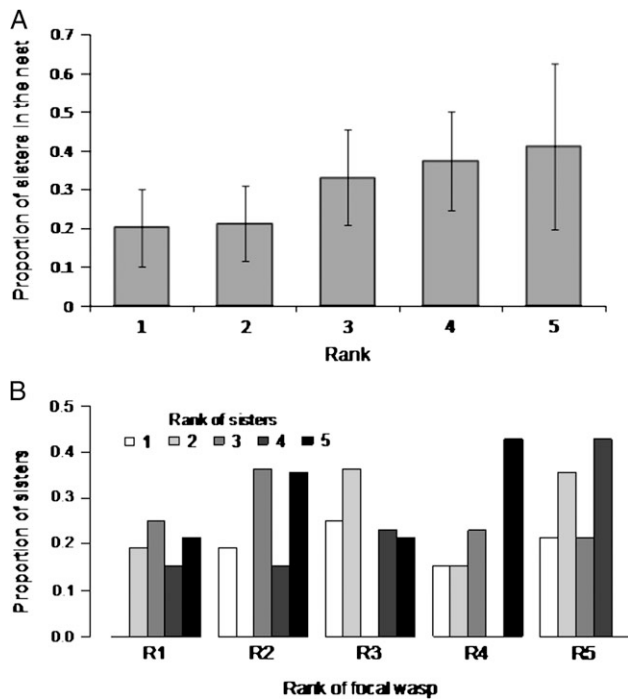 A
Proportion of sisters in the nest
0.7
0.6
0.5
0.4
0.3
0.2
0.1
0
1 2 3 4 5
Rank
B
Proportion of sisters
0.5
0.4
0.3
0.2
0.1
0.0
Rank of sisters
1 2 3 4 5
R1 R2 R3 R4 R5
Rank of focal wasp